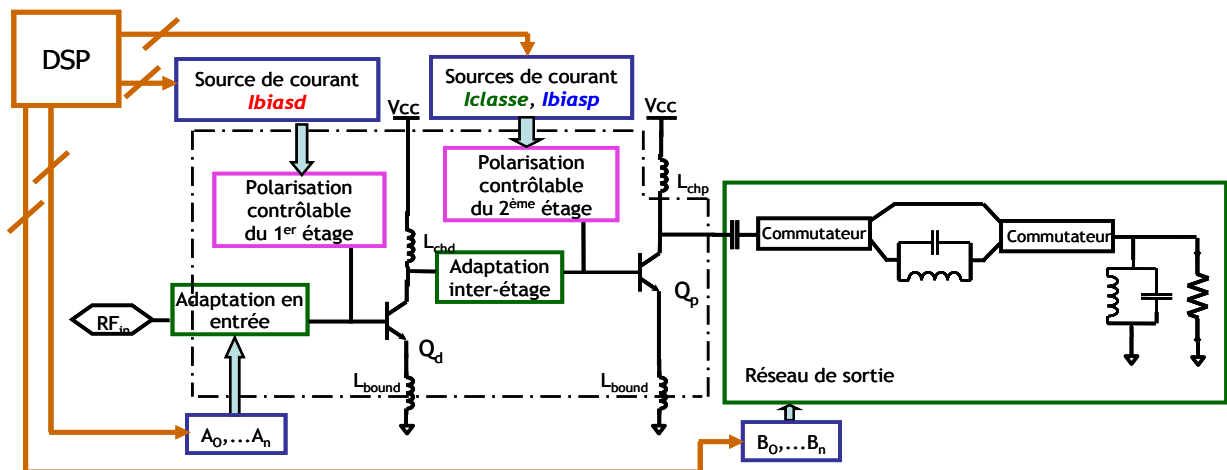 DSP
Source de courant
Ibiasd
Sources de courant
Iclasse, Ibiasp
Vcc
Vcc
Polarisation
contrôlable
du 1er étage
Polarisation
contrôlable
du 2ème étage
Lchp
Lchd
Commutateur
Commutateur
Adaptation
inter-étage
Adaptation en
entrée
RFin
Qd
Qp
Lbound
Lbound
Réseau de sortie
A0,...An
B0,...Bn